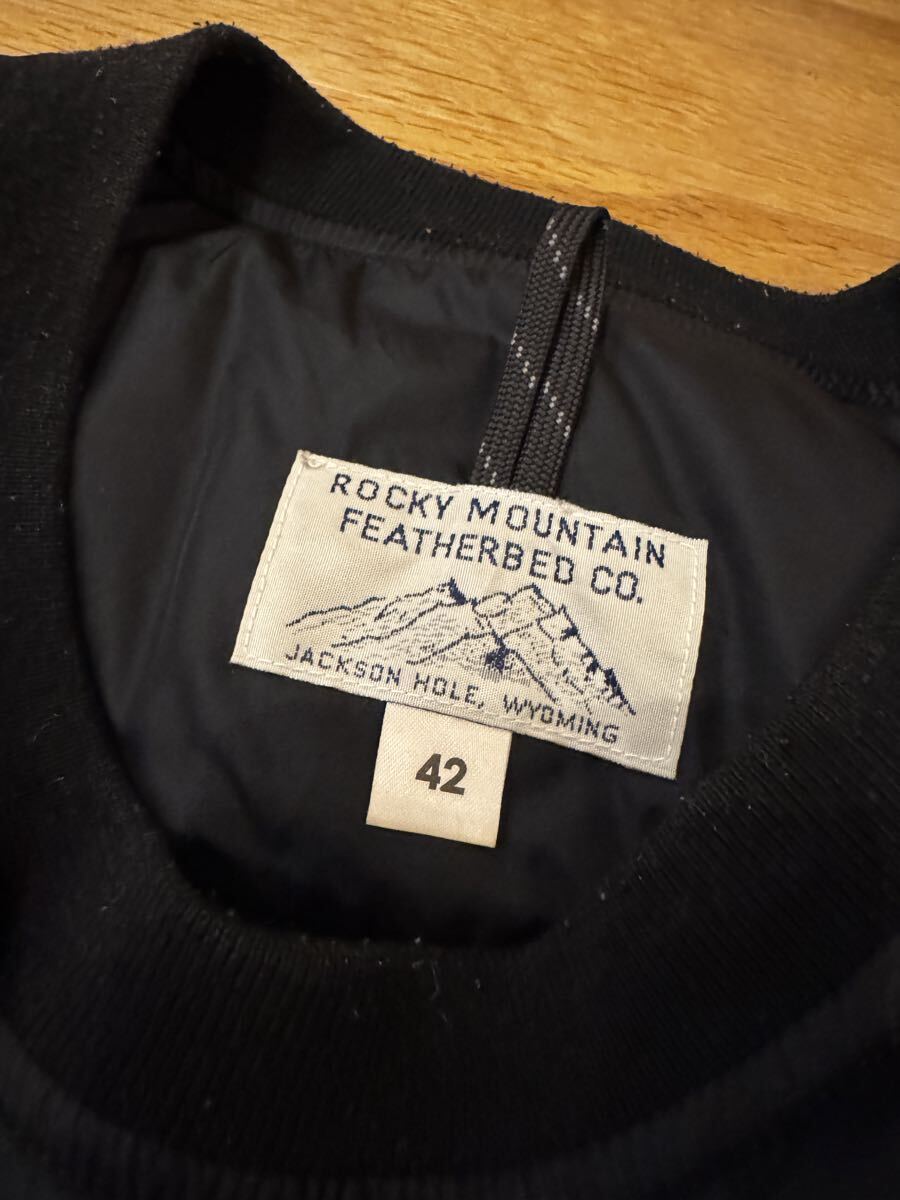 ROCKY MOUNTAIN
FEATHERBED CO.
JACKSON HOLE, WYOMING
42